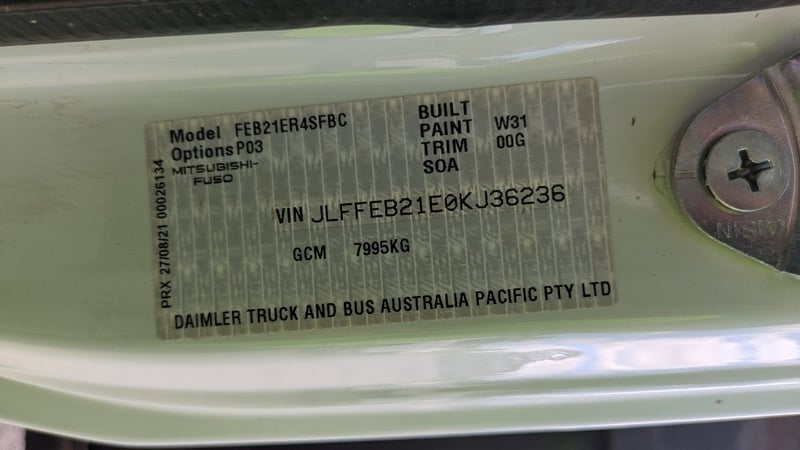 Model FEB21ER4SFBC
Options P03
MITSUBISHI-
FUSO
BUILT
PAINT W31
TRIM 00G
SOA
VIN JLFFEB21E0KJ36236
GCM 7995KG
DAIMLER TRUCK AND BUS AUSTRALIA PACIFIC PTY LTD
PRX 27/08/21 00026134
AISIN